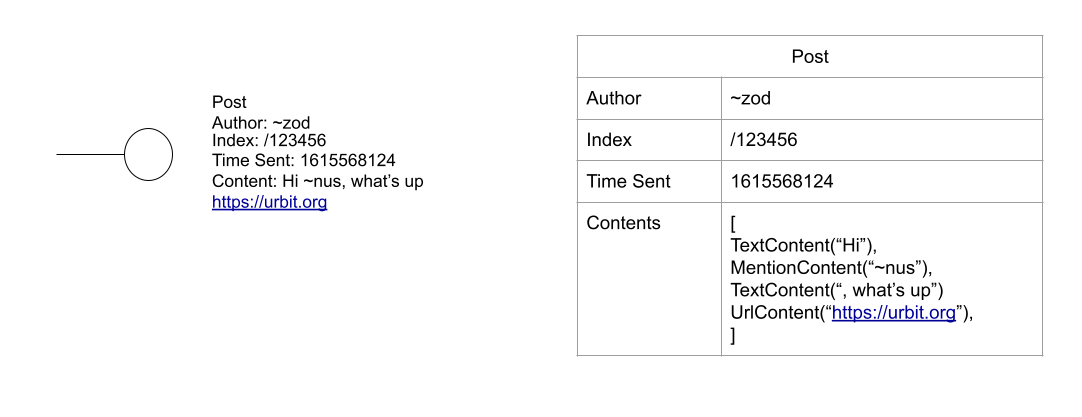 Post
Author: ~zod
Index: /123456
Time Sent: 1615568124
Content: Hi ~nus, what’s up
https://urbit.org
Post
Author ~zod
Index /123456
Time Sent 1615568124
Contents [
TextContent(“Hi”),
MentionContent(“~nus”),
TextContent(“, what’s up”)
UrlContent(“https://urbit.org”),
]